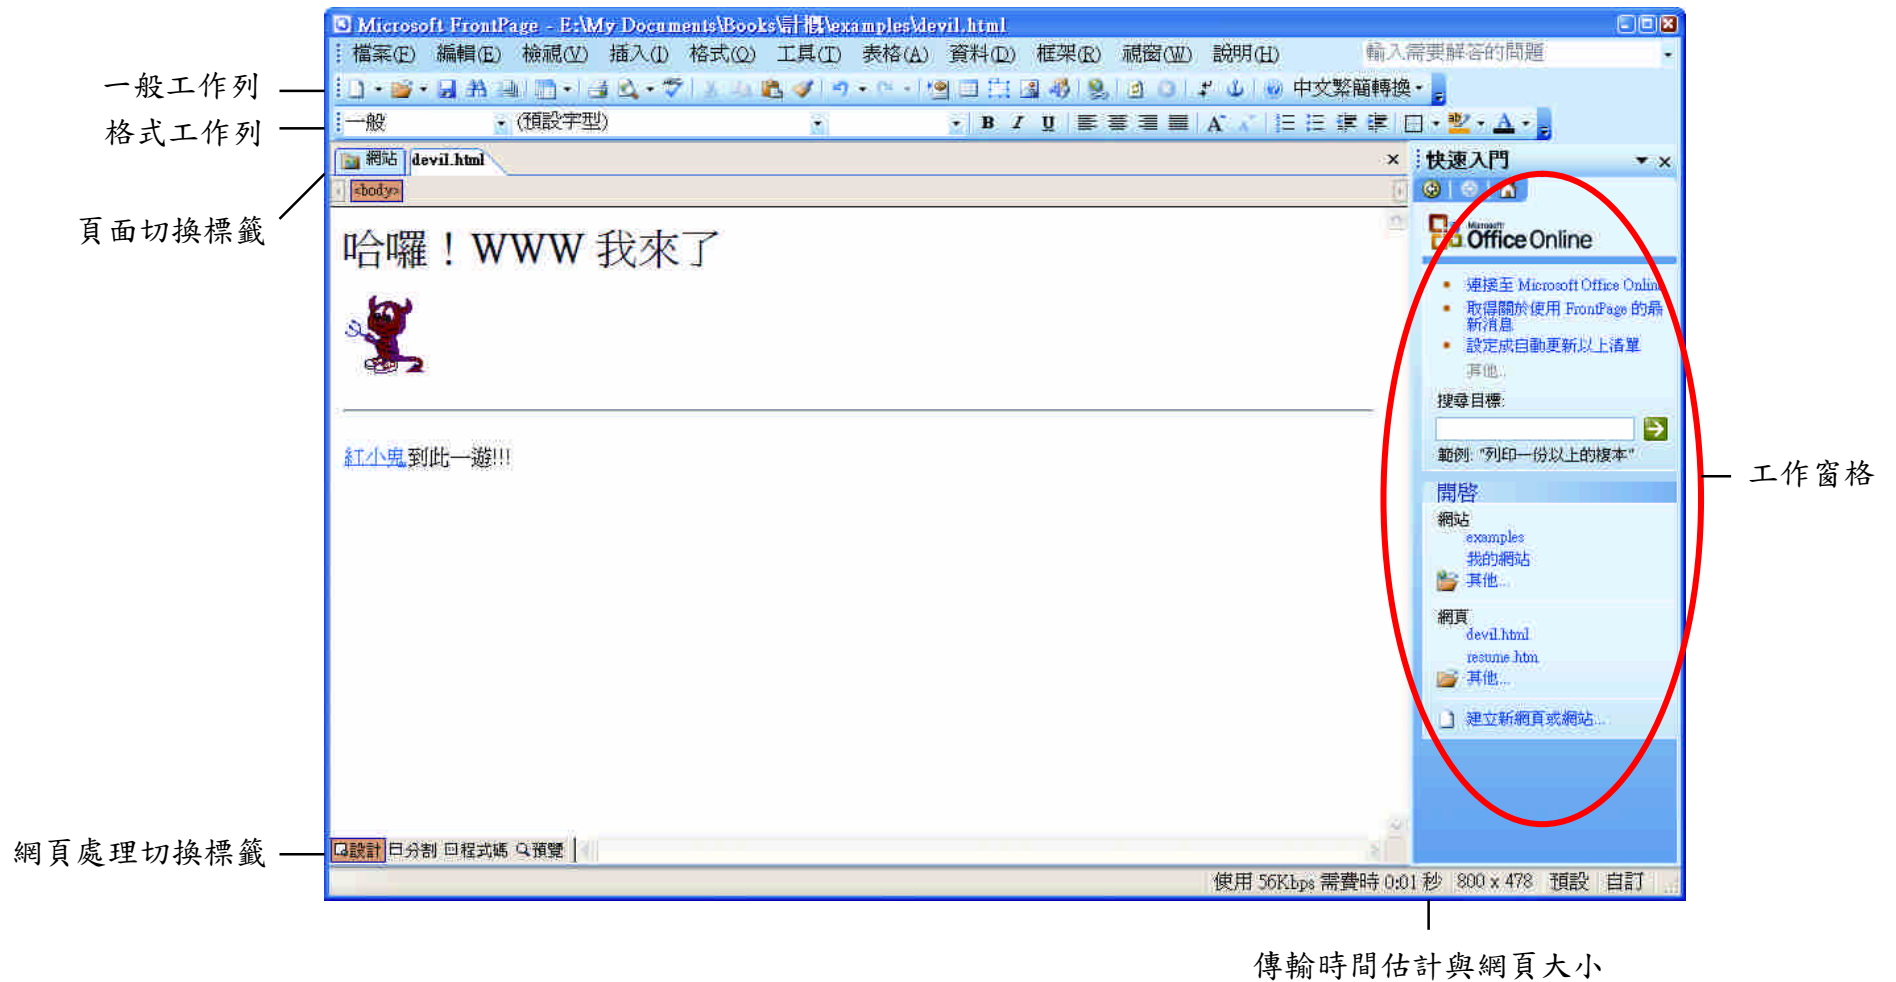 Microsoft FrontPage - E:\My Documents\Books\計概\examples\devil.html
檔案(F) 編輯(E) 檢視(V) 插入(I) 格式(O) 工具(T) 表格(A) 資料(D) 框架(R) 視窗(W) 說明(H) 輸入需要解答的問題
一般工作列
中文繁簡轉換
格式工作列
一般 (預設字型) B I U A A
網站 devil.html
快速入門
<body>
頁面切換標籤
哈囉！WWW 我來了
Microsoft
Office Online
連接至 Microsoft Office Onlin
取得關於使用 FrontPage 的最
新消息
設定成自動更新以上清單
其他...
搜尋目標:
紅小鬼到此一遊!!!
範例: "列印一份以上的複本"
工作窗格
開啓
網站
examples
我的網站
其他...
網頁
devil.html
resume.htm
其他...
建立新網頁或網站...
網頁處理切換標籤
設計 分割 程式碼 預覽
使用 56Kbps 需費時 0:01 秒 800 x 478 預設 自訂
傳輸時間估計與網頁大小